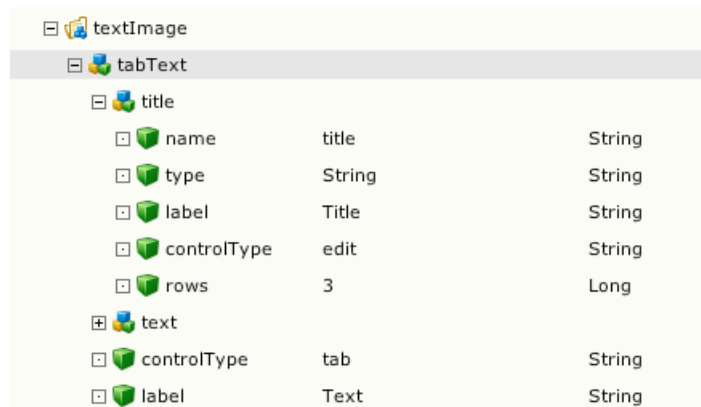 textImage
tabText
title
name title String
type String String
label Title String
controlType edit String
rows 3 Long
text
controlType tab String
label Text String